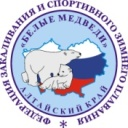 ФЕДЕРАЦИЯ ЗАКАЛИВАНИЯ И СПОРТИВНОГО ЗИМНЕГО ПЛАВАНИЯ
"БЕЛЫЕ МЕДВЕДИ"
АЛТАЙСКИЙ КРАЙ